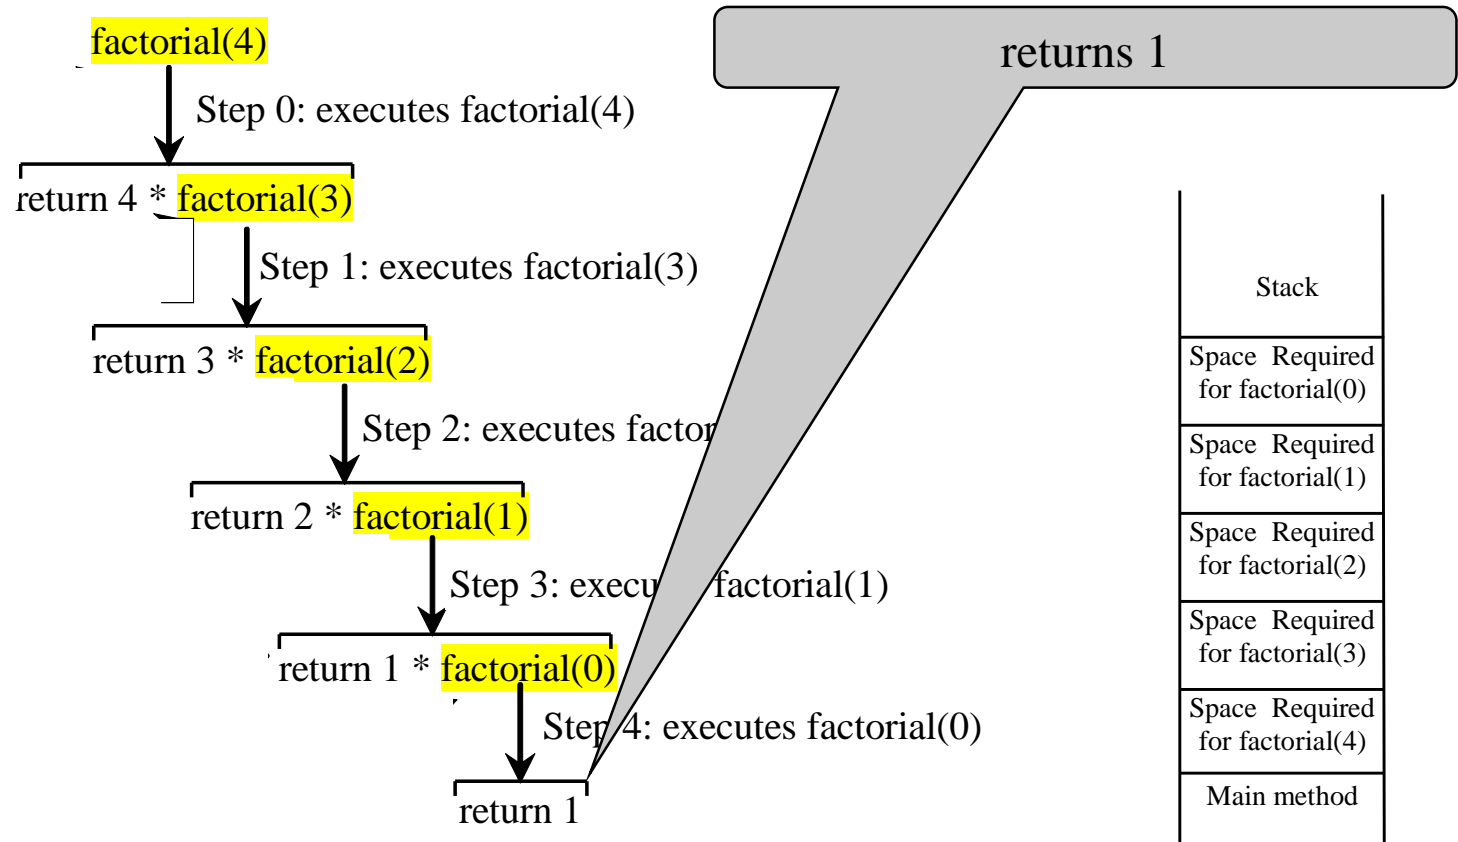 factorial(4)
returns 1
Step 0: executes factorial(4)
return 4 * factorial(3)
Step 1: executes factorial(3)
return 3 * factorial(2)
Step 2: executes factor
return 2 * factorial(1)
Step 3: execu factorial(1)
return 1 * factorial(0)
Step 4: executes factorial(0)
return 1
Stack
Space Required
for factorial(0)
Space Required
for factorial(1)
Space Required
for factorial(2)
Space Required
for factorial(3)
Space Required
for factorial(4)
Main method